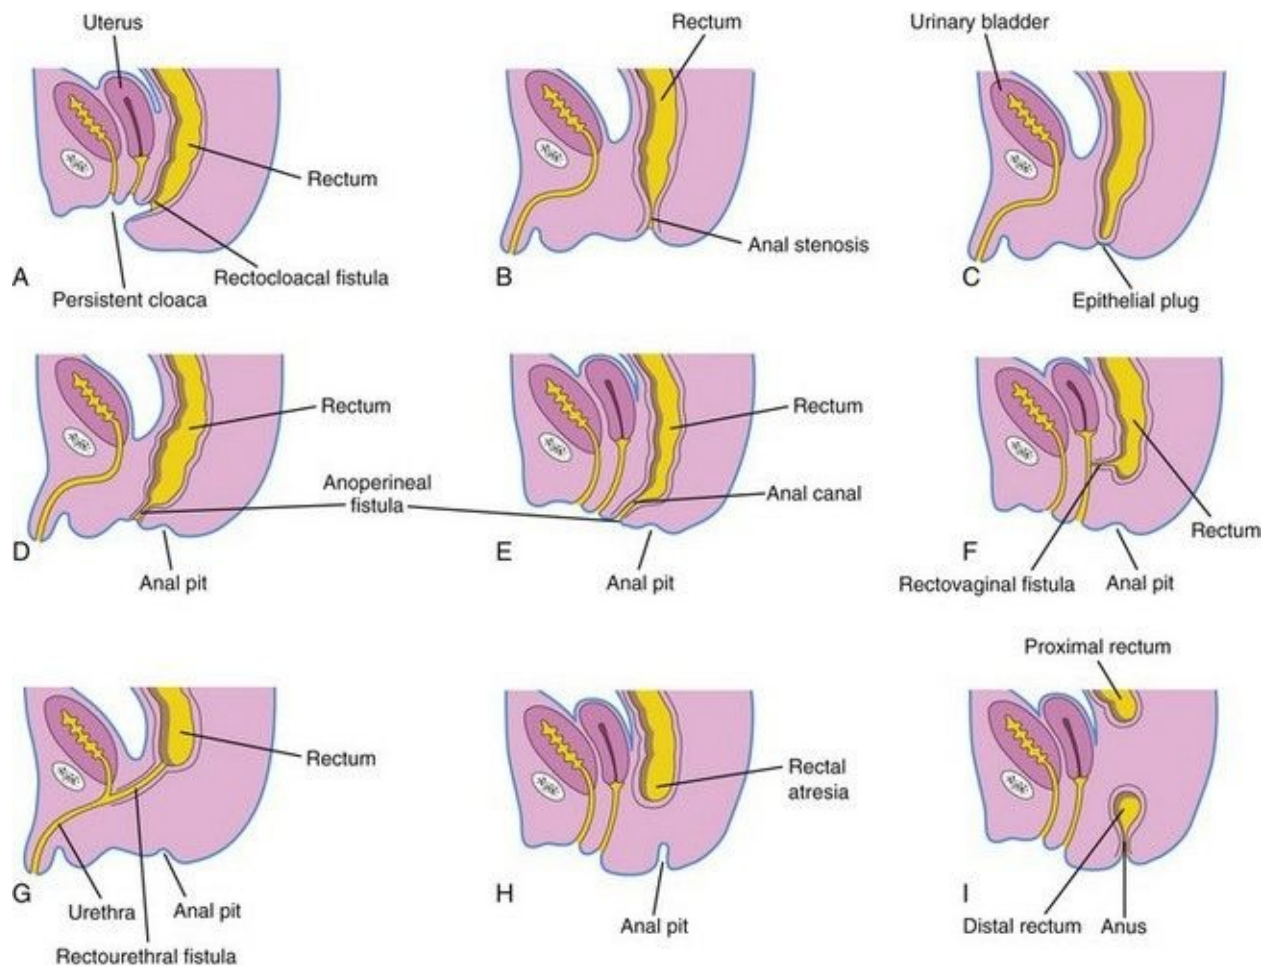 Uterus
Rectum
A
Rectocloacal fistula
Persistent cloaca
Rectum
Anal stenosis
B
Urinary bladder
C
Epithelial plug
Rectum
Anoperineal
fistula
D
Anal pit
Rectum
Anal canal
E
Anal pit
F
Rectum
Rectovaginal fistula
Anal pit
Rectum
G
Urethra
Anal pit
Rectourethral fistula
Rectal
atresia
H
Anal pit
Proximal rectum
I
Distal rectum
Anus